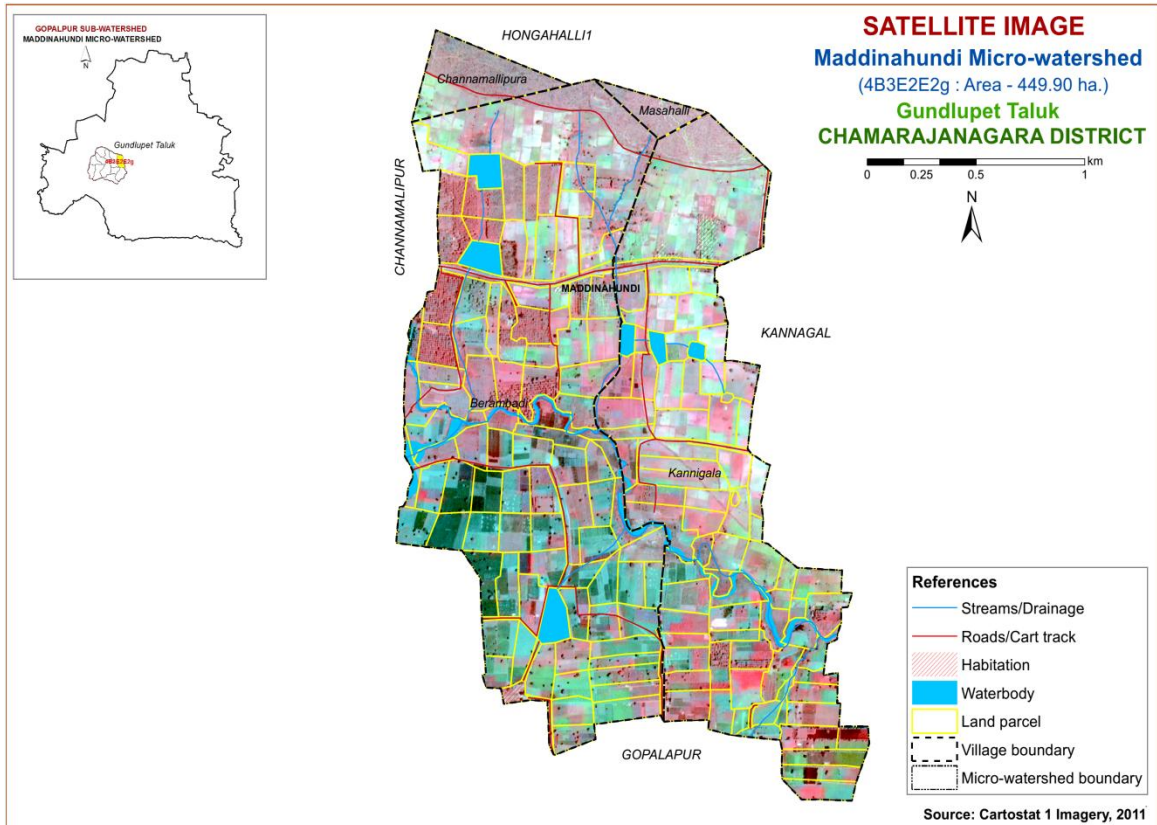 GOPALPUR SUB-WATERSHED
MADDINAHUNDI MICRO-WATERSHED
N
Gundlupet Taluk
4B3E2E2g
SATELLITE IMAGE
Maddinahundi Micro-watershed
(4B3E2E2g : Area - 449.90 ha.)
Gundlupet Taluk
CHAMARAJANAGARA DISTRICT
km
0 0.25 0.5 1
N
HONGAHALLI1
Channamallipura
Masahalli
CHANNAMALIPUR
MADDINAHUNDI
KANNAGAL
Berambadi
Kannigala
GOPALAPUR
References
Streams/Drainage
Roads/Cart track
Habitation
Waterbody
Land parcel
Village boundary
Micro-watershed boundary
Source: Cartostat 1 Imagery, 2011